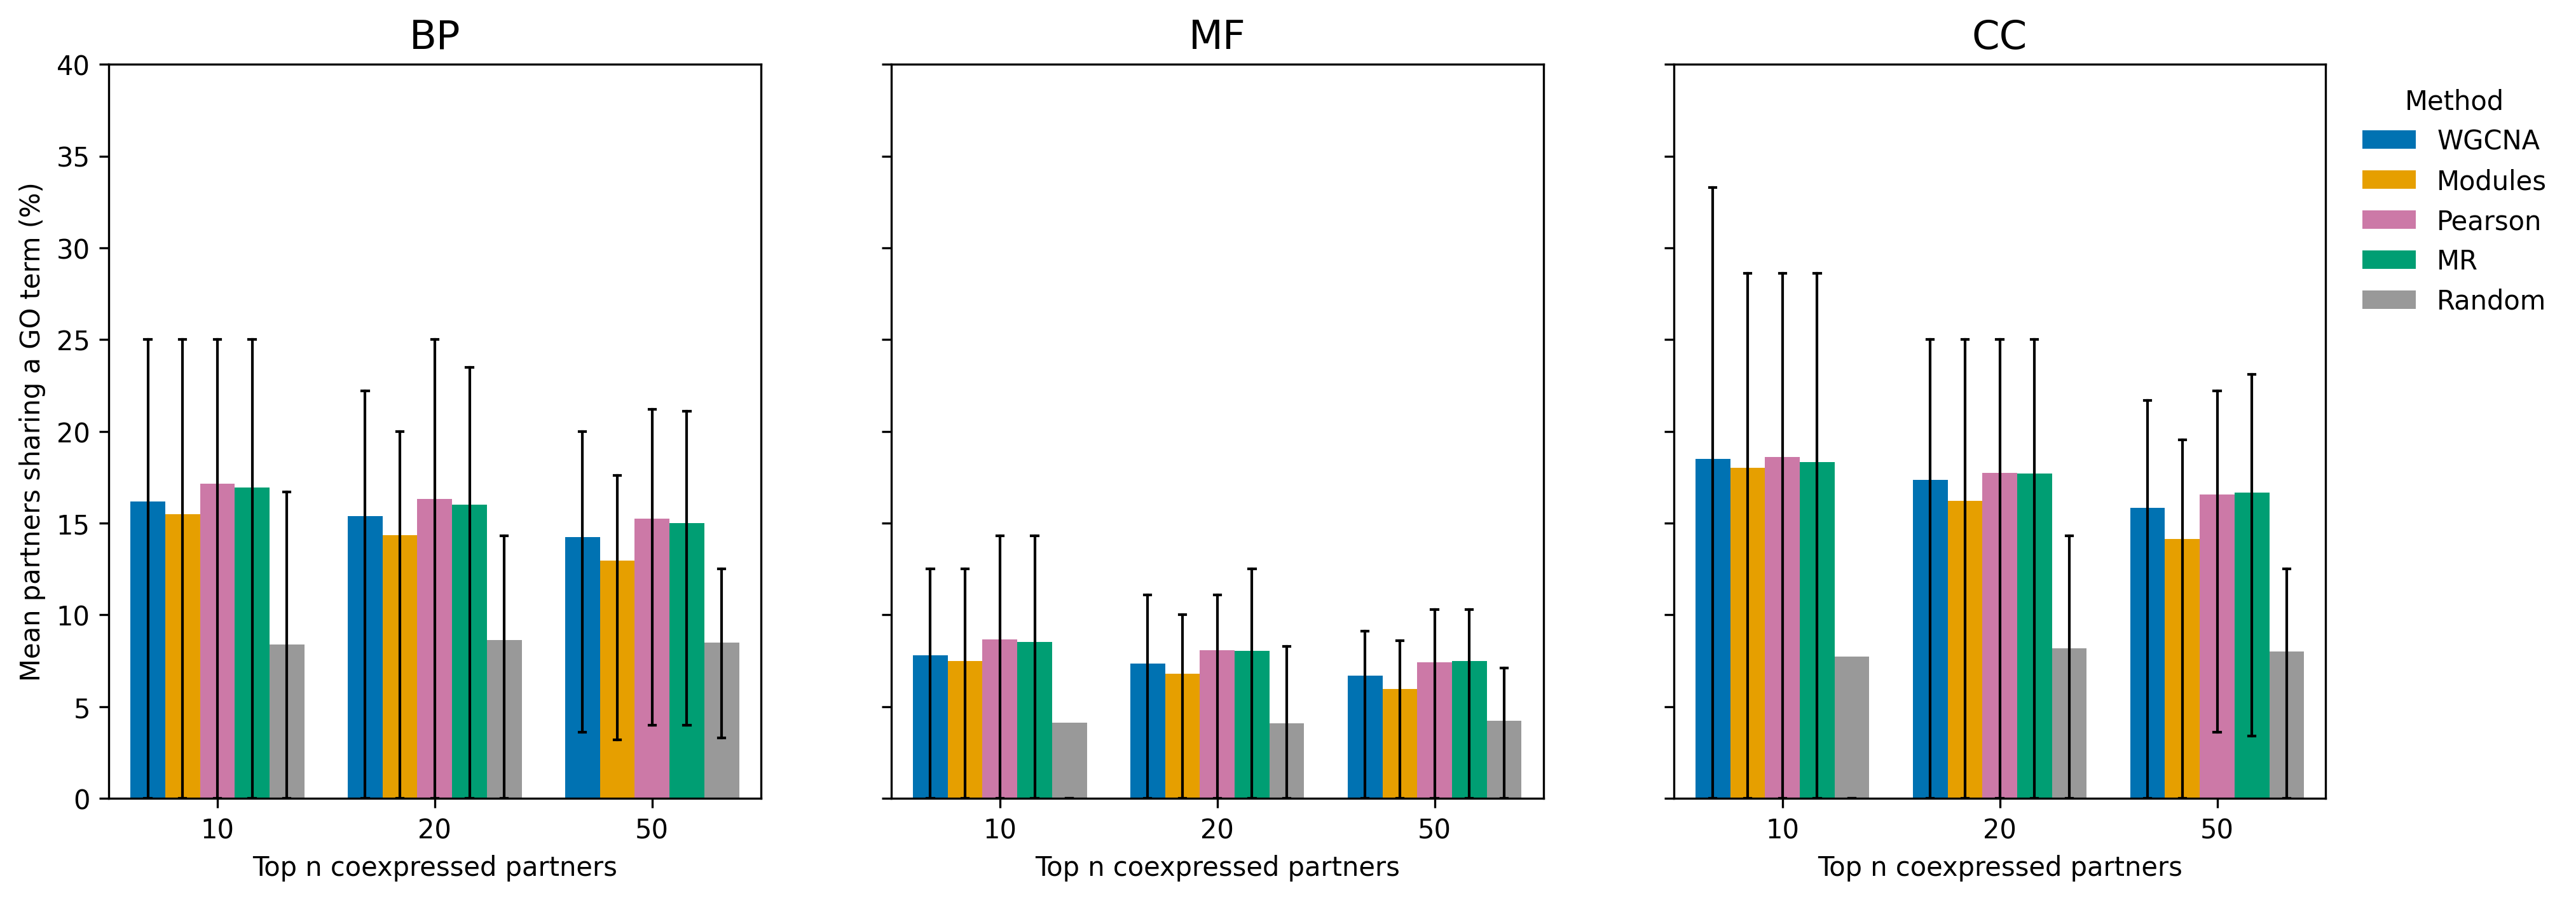 BP
MF
CC
Mean partners sharing a GO term (%)
40
35
30
25
20
15
10
5
0
10 20 50
10 20 50
10 20 50
Top n coexpressed partners
Top n coexpressed partners
Top n coexpressed partners
Method
WGCNA
Modules
Pearson
MR
Random